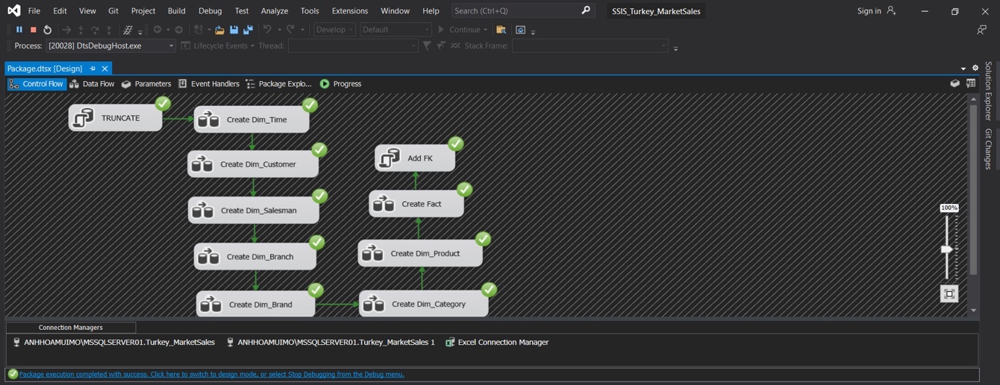 File Edit View Git Project Build Debug Test Analyze Tools Extensions Window Help Search (Ctrl+Q) SSIS_Turkey_MarketSales Sign in
Develop Default Continue
Process: [20028] DtsDebugHost.exe Lifecycle Events Thread: Stack Frame:
Package.dtsx [Design]
Control Flow Data Flow Parameters Event Handlers Package Explo... Progress
TRUNCATE
Create Dim_Time
Create Dim_Customer
Add FK
Create Dim_Salesman
Create Fact
Create Dim_Branch
Create Dim_Product
Create Dim_Brand
Create Dim_Category
100%
Solution Explorer
Git Changes
Connection Managers
ANHHOAMUIMO\MSSQLSERVER01.Turkey_MarketSales ANHHOAMUIMO\MSSQLSERVER01.Turkey_MarketSales 1 Excel Connection Manager
Package execution completed with success. Click here to switch to design mode, or select Stop Debugging from the Debug menu.